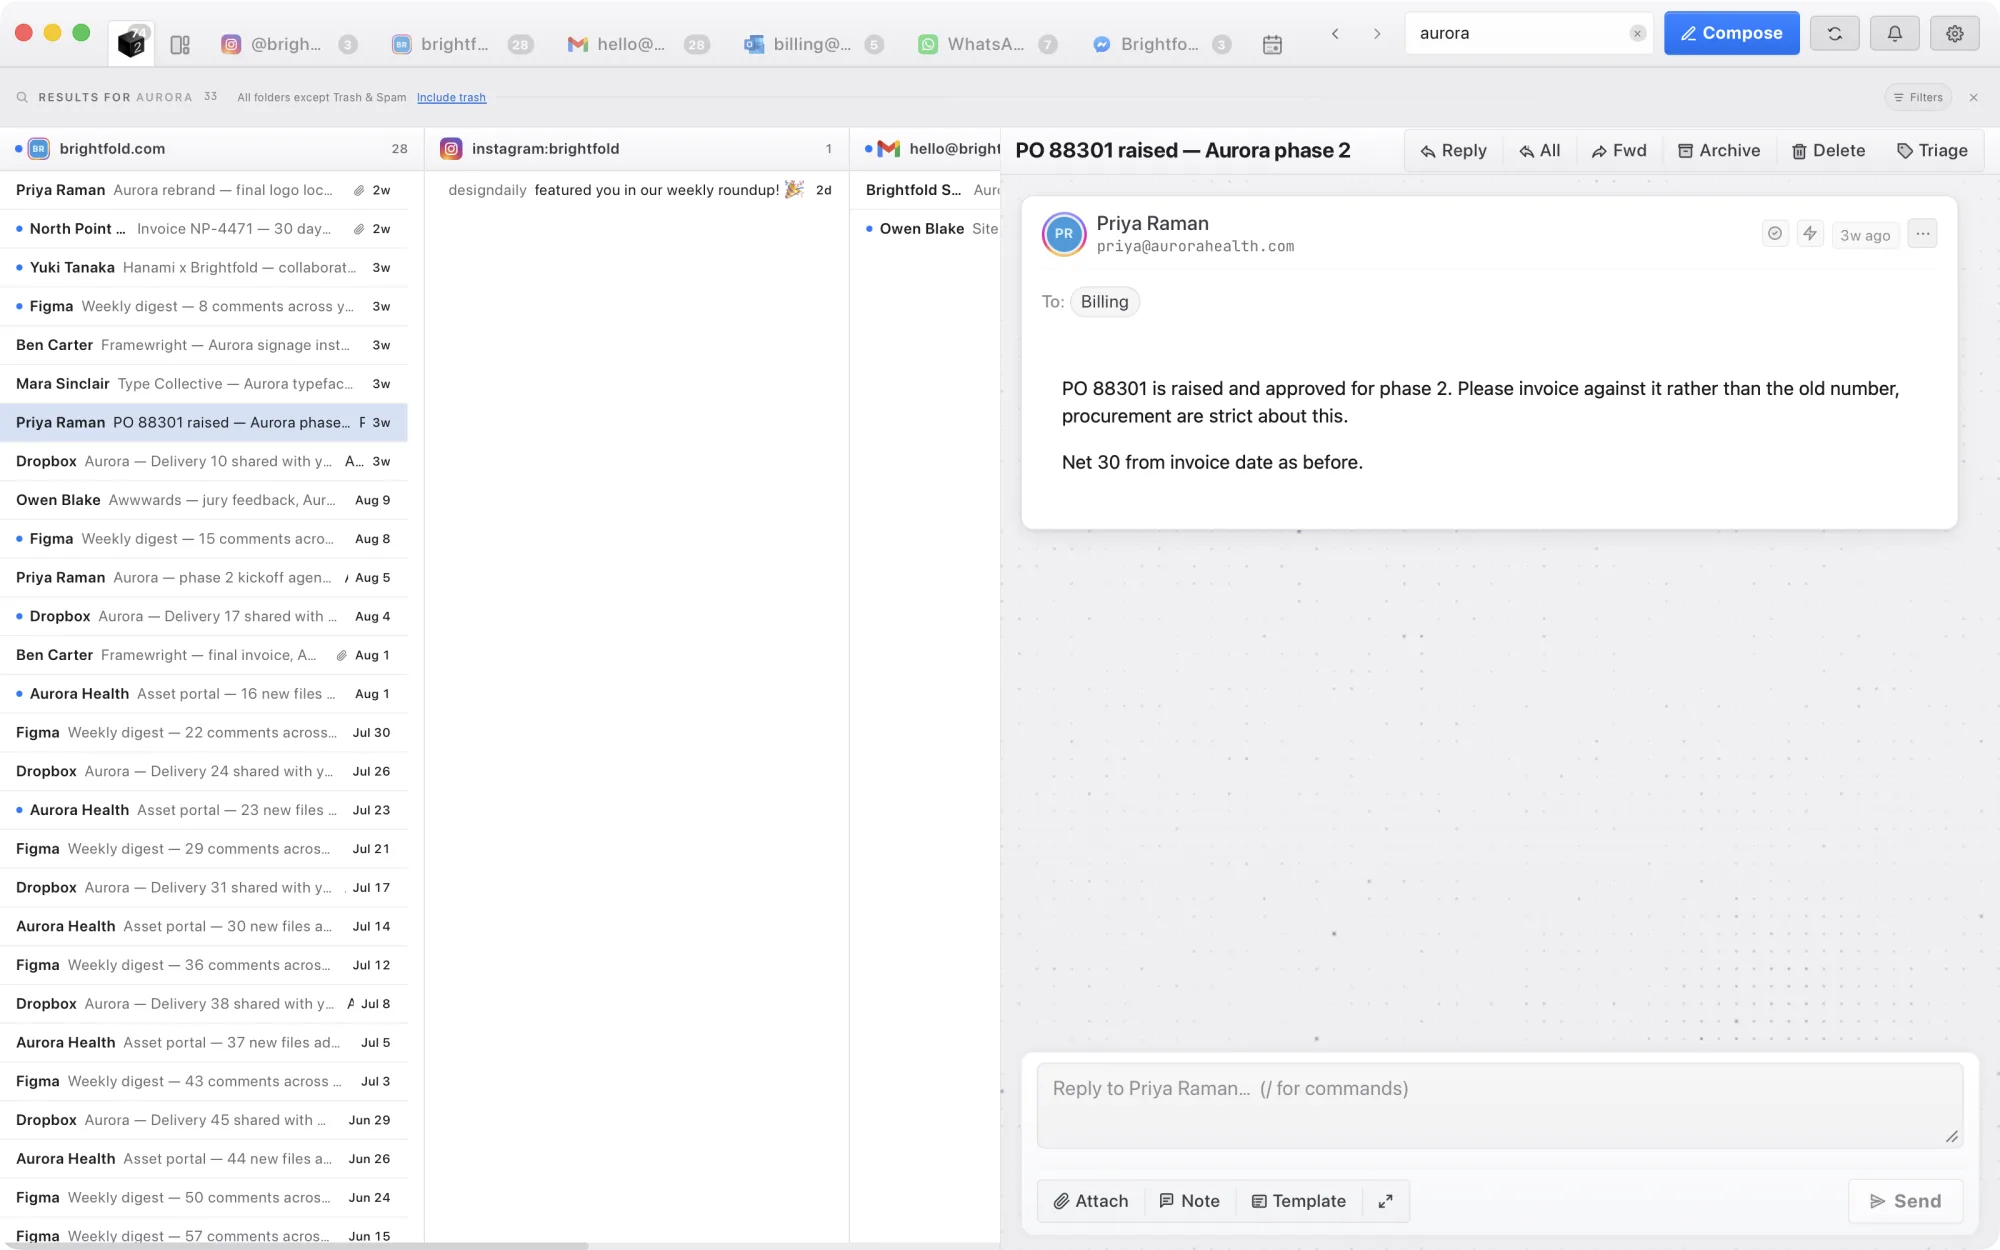 74
2
@brigh... 3
BR brightf... 28
hello@... 28
billing@... 5
WhatsA... 7
Brightfo... 3
aurora
Compose
RESULTS FOR AURORA 33 All folders except Trash & Spam Include trash
Filters
BR brightfold.com 28
Priya Raman Aurora rebrand — final logo loc... 2w
North Point ... Invoice NP-4471 — 30 day... 2w
Yuki Tanaka Hanami x Brightfold — collaborat... 3w
Figma Weekly digest — 8 comments across y... 3w
Ben Carter Framewright — Aurora signage inst... 3w
Mara Sinclair Type Collective — Aurora typefac... 3w
Priya Raman PO 88301 raised — Aurora phase... 3w
Dropbox Aurora — Delivery 10 shared with y... A... 3w
Owen Blake Awwwards — jury feedback, Aur... Aug 9
Figma Weekly digest — 15 comments acro... Aug 8
Priya Raman Aurora — phase 2 kickoff agen... Aug 5
Dropbox Aurora — Delivery 17 shared with ... Aug 4
Ben Carter Framewright — final invoice, A... Aug 1
Aurora Health Asset portal — 16 new files ... Aug 1
Figma Weekly digest — 22 comments across... Jul 30
Dropbox Aurora — Delivery 24 shared with y... Jul 26
Aurora Health Asset portal — 23 new files ... Jul 23
Figma Weekly digest — 29 comments acros... Jul 21
Dropbox Aurora — Delivery 31 shared with y... Jul 17
Aurora Health Asset portal — 30 new files a... Jul 14
Figma Weekly digest — 36 comments acros... Jul 12
Dropbox Aurora — Delivery 38 shared with y... Jul 8
Aurora Health Asset portal — 37 new files ad... Jul 5
Figma Weekly digest — 43 comments across ... Jul 3
Dropbox Aurora — Delivery 45 shared with ... Jun 29
Aurora Health Asset portal — 44 new files a... Jun 26
Figma Weekly digest — 50 comments acros... Jun 24
Figma Weekly digest — 57 comments acros... Jun 15
instagram:brightfold 1
designdaily featured you in our weekly roundup! 🎉 2d
hello@bright
Brightfold S... Auro
Owen Blake Site
PO 88301 raised — Aurora phase 2
Reply All Fwd Archive Delete Triage
PR
Priya Raman
priya@aurorahealth.com
3w ago
To: Billing
PO 88301 is raised and approved for phase 2. Please invoice against it rather than the old number,
procurement are strict about this.
Net 30 from invoice date as before.
Reply to Priya Raman... (/ for commands)
Attach Note Template
Send